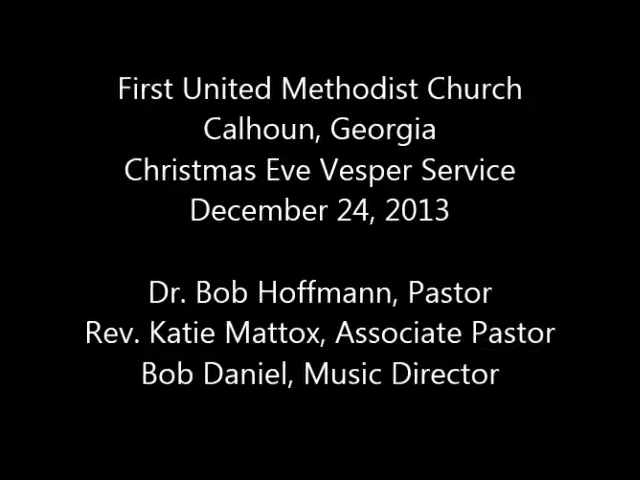 First United Methodist Church
Calhoun, Georgia
Christmas Eve Vesper Service
December 24, 2013
Dr. Bob Hoffmann, Pastor
Rev. Katie Mattox, Associate Pastor
Bob Daniel, Music Director